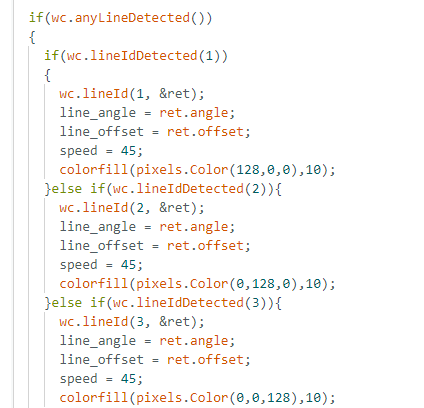 if(wc.anyLineDetected())
{
if(wc.lineIdDetected(1))
{
wc.lineId(1, &ret);
line_angle = ret.angle;
line_offset = ret.offset;
speed = 45;
colorfill(pixels.Color(128,0,0),10);
}else if(wc.lineIdDetected(2)){
wc.lineId(2, &ret);
line_angle = ret.angle;
line_offset = ret.offset;
speed = 45;
colorfill(pixels.Color(0,128,0),10);
}else if(wc.lineIdDetected(3)){
wc.lineId(3, &ret);
line_angle = ret.angle;
line_offset = ret.offset;
speed = 45;
colorfill(pixels.Color(0,0,128),10);